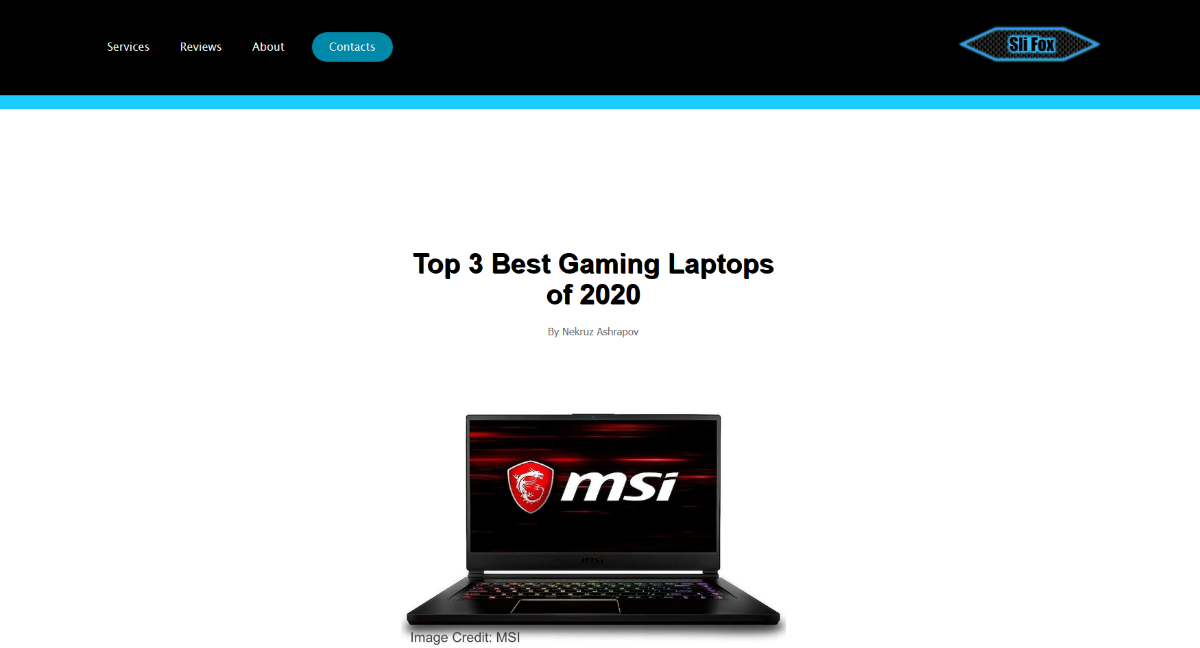 Services
Reviews
About
Contacts
Sli Fox
Top 3 Best Gaming Laptops
of 2020
By Nekruz Ashrapov
msi
msi
Image Credit: MSI